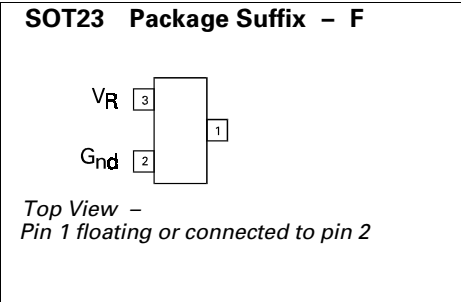 SOT23 Package Suffix – F
VR 3
1
Gnd 2
Top View –
Pin 1 floating or connected to pin 2